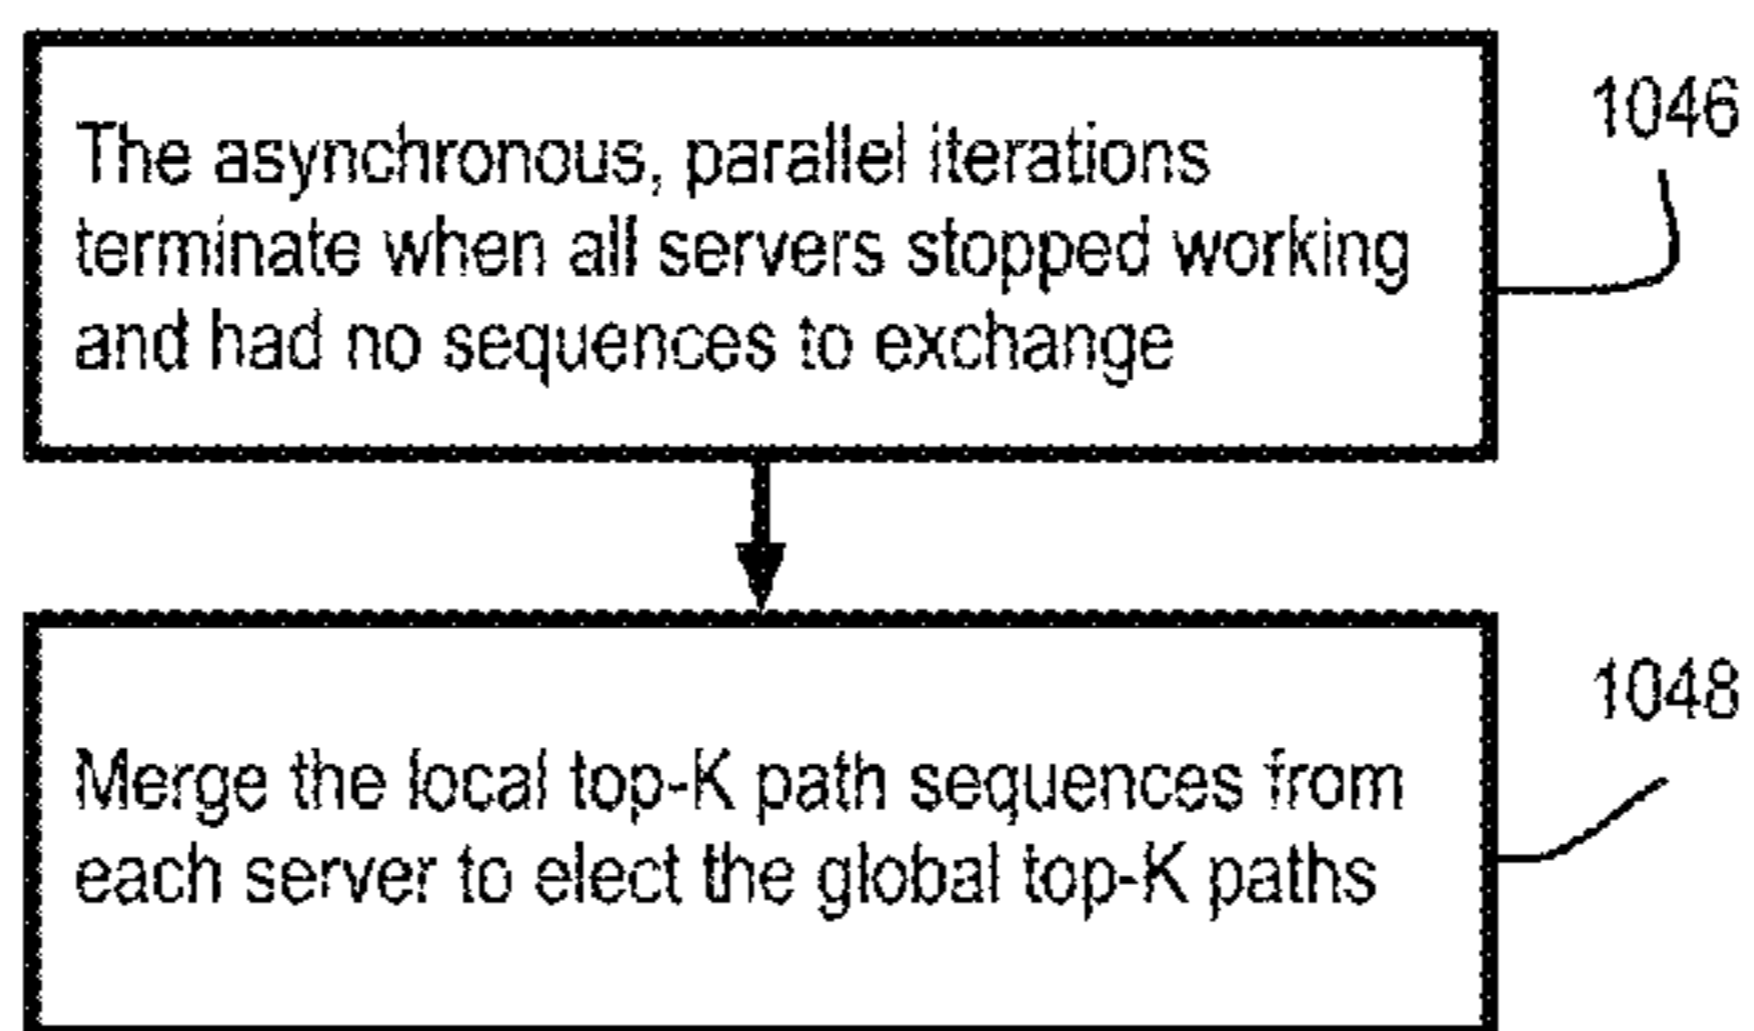 The asynchronous, parallel iterations
terminate when all servers stopped working
and had no sequences to exchange
1046
Merge the local top-K path sequences from
each server to elect the global top-K paths
1048